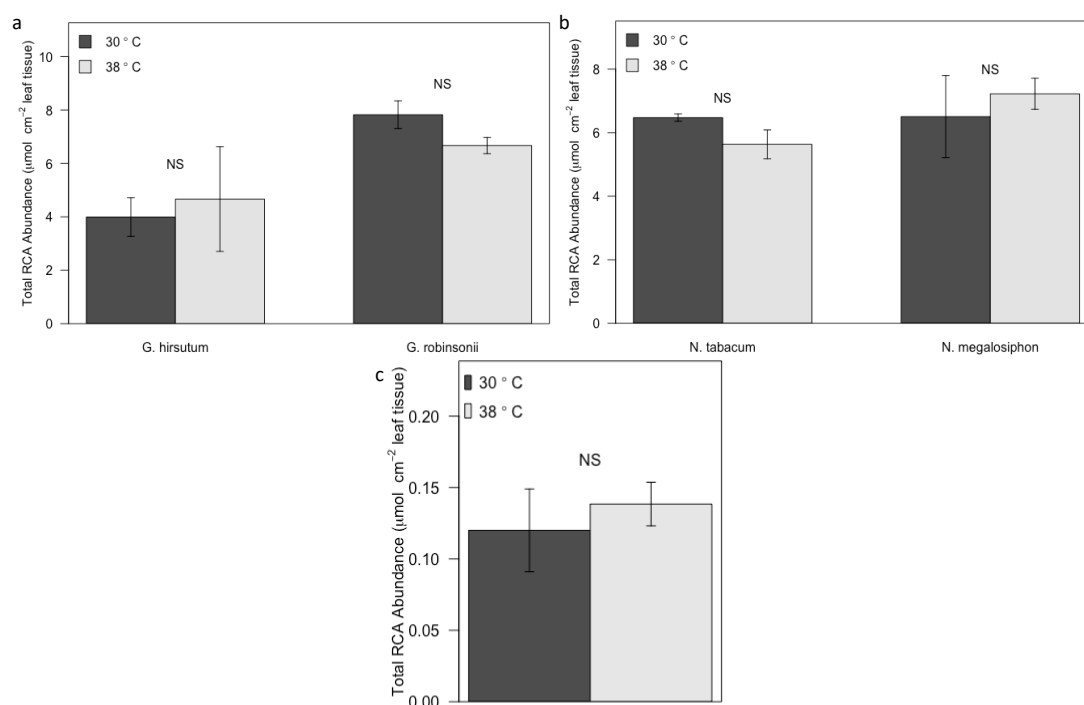 a
Total RCA Abundance (μmol cm⁻² leaf tissue)
10
8
6
4
2
0
30 ° C
38 ° C
NS
NS
G. hirsutum
G. robinsonii
b
Total RCA Abundance (μmol cm⁻² leaf tissue)
8
6
4
2
0
30 ° C
38 ° C
NS
NS
N. tabacum
N. megalosiphon
c
Total RCA Abundance (μmol cm⁻² leaf tissue)
0.20
0.15
0.10
0.05
0.00
30 ° C
38 ° C
NS